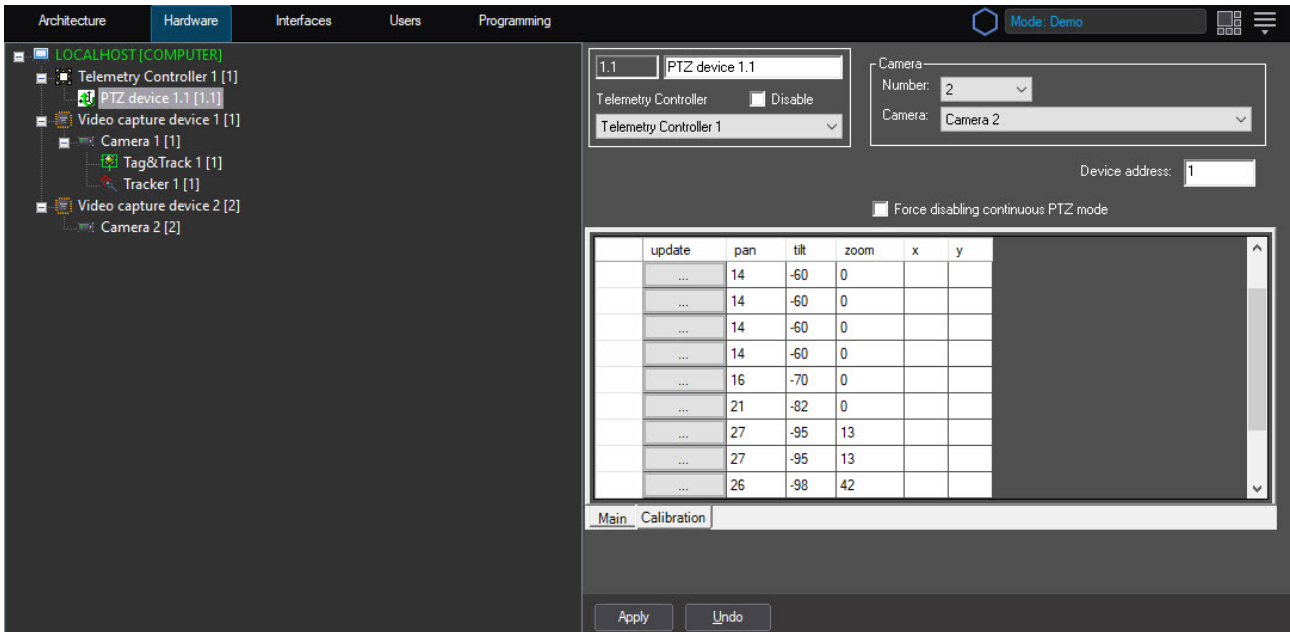 Architecture Hardware Interfaces Users Programming Mode: Demo
LOCALHOST [COMPUTER]
Telemetry Controller 1 [1]
PTZ device 1.1 [1.1]
Video capture device 1 [1]
Camera 1 [1]
Tag&Track 1 [1]
Tracker 1 [1]
Video capture device 2 [2]
Camera 2 [2]
1.1 PTZ device 1.1
Telemetry Controller Disable
Telemetry Controller 1
Camera
Number: 2
Camera: Camera 2
Device address: 1
Force disabling continuous PTZ mode
update pan tilt zoom x y
... 14 -60 0
... 14 -60 0
... 14 -60 0
... 14 -60 0
... 16 -70 0
... 21 -82 0
... 27 -95 13
... 27 -95 13
... 26 -98 42
Main Calibration
Apply Undo